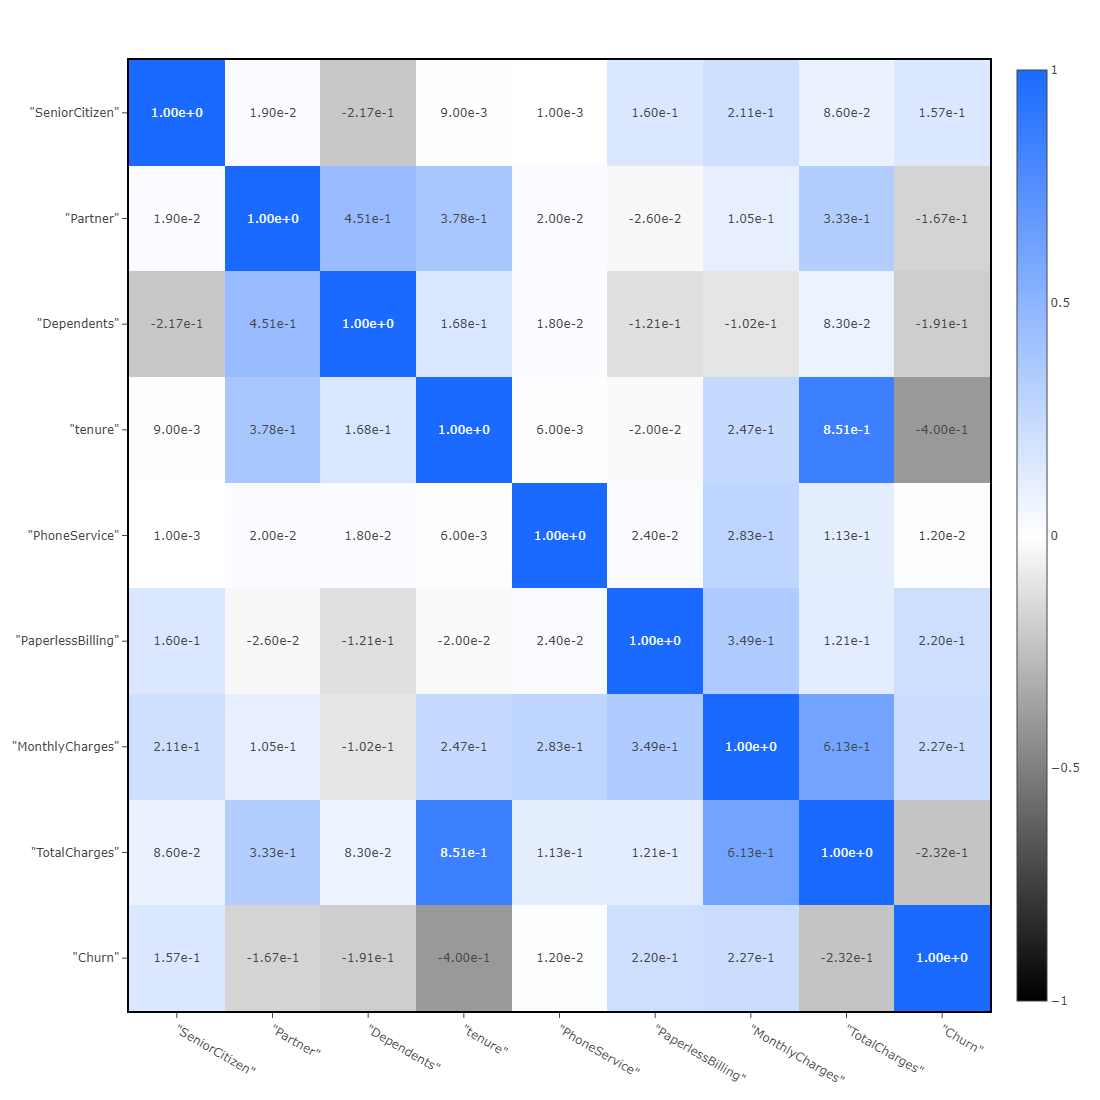 "SeniorCitizen" 1.00e+0 1.90e-2 -2.17e-1 9.00e-3 1.00e-3 1.60e-1 2.11e-1 8.60e-2 1.57e-1
"Partner" 1.90e-2 1.00e+0 4.51e-1 3.78e-1 2.00e-2 -2.60e-2 1.05e-1 3.33e-1 -1.67e-1
"Dependents" -2.17e-1 4.51e-1 1.00e+0 1.68e-1 1.80e-2 -1.21e-1 -1.02e-1 8.30e-2 -1.91e-1
"tenure" 9.00e-3 3.78e-1 1.68e-1 1.00e+0 6.00e-3 -2.00e-2 2.47e-1 8.51e-1 -4.00e-1
"PhoneService" 1.00e-3 2.00e-2 1.80e-2 6.00e-3 1.00e+0 2.40e-2 2.83e-1 1.13e-1 1.20e-2
"PaperlessBilling" 1.60e-1 -2.60e-2 -1.21e-1 -2.00e-2 2.40e-2 1.00e+0 3.49e-1 1.21e-1 2.20e-1
"MonthlyCharges" 2.11e-1 1.05e-1 -1.02e-1 2.47e-1 2.83e-1 3.49e-1 1.00e+0 6.13e-1 2.27e-1
"TotalCharges" 8.60e-2 3.33e-1 8.30e-2 8.51e-1 1.13e-1 1.21e-1 6.13e-1 1.00e+0 -2.32e-1
"Churn" 1.57e-1 -1.67e-1 -1.91e-1 -4.00e-1 1.20e-2 2.20e-1 2.27e-1 -2.32e-1 1.00e+0
"SeniorCitizen" "Partner" "Dependents" "tenure" "PhoneService" "PaperlessBilling" "MonthlyCharges" "TotalCharges" "Churn"
1
0.5
0
−0.5
−1